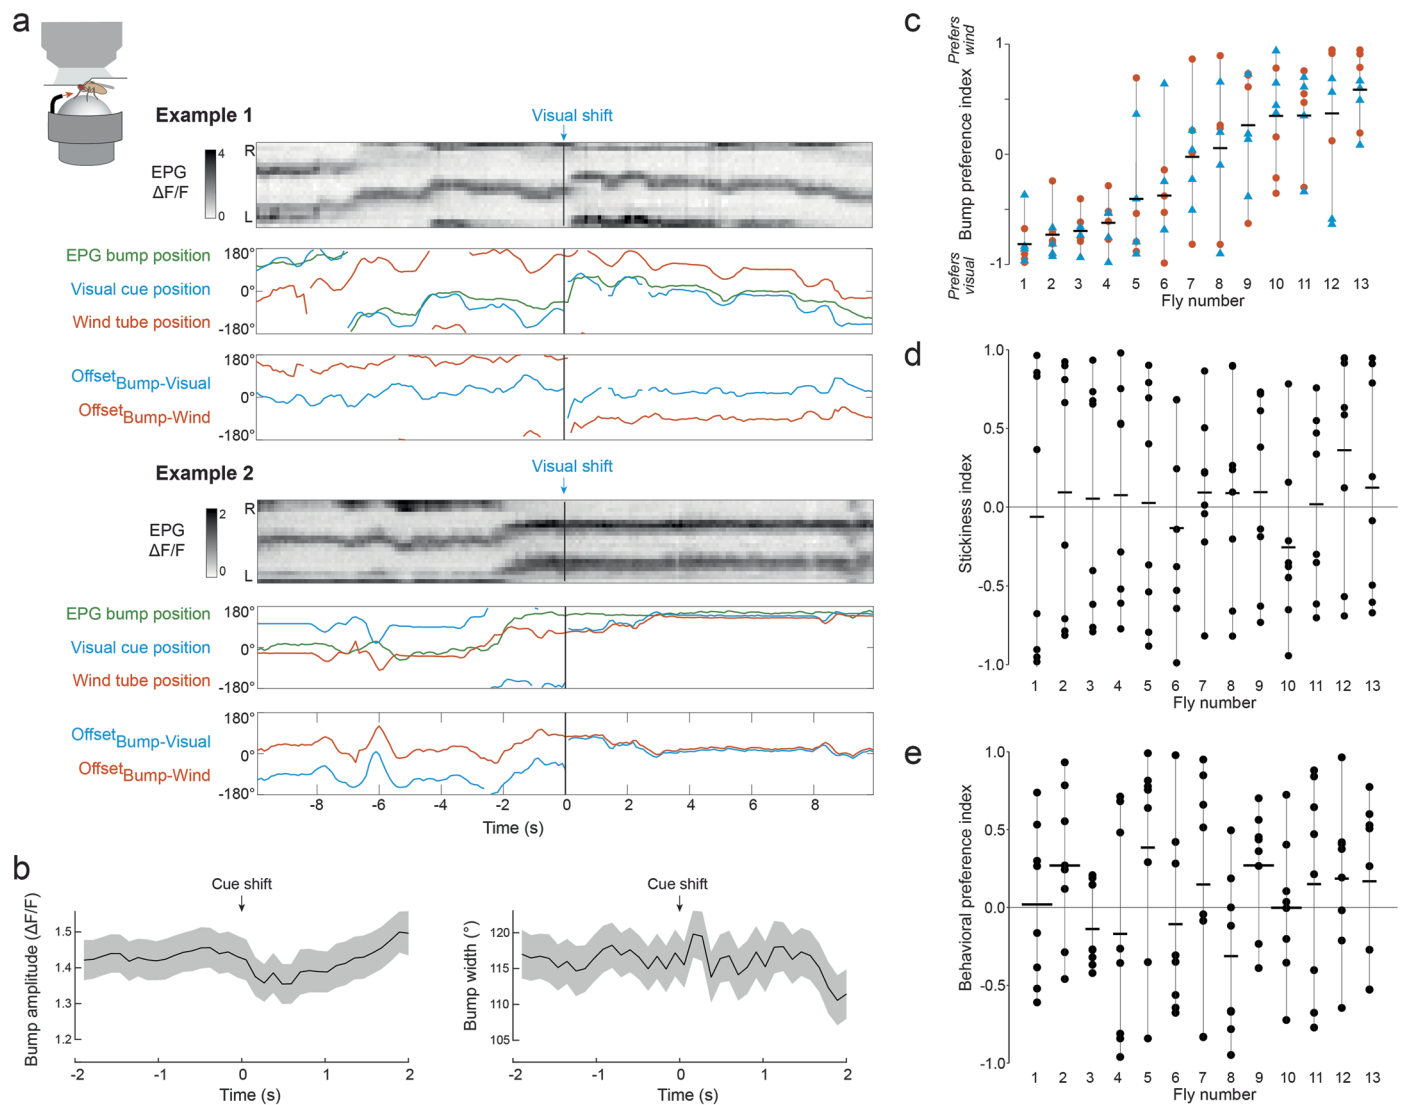 a
Example 1
Visual shift
EPG
ΔF/F
4
0
R
L
EPG bump position
Visual cue position
Wind tube position
180°
0°
-180°
Offset Bump-Visual
Offset Bump-Wind
180°
0°
-180°
Example 2
Visual shift
EPG
ΔF/F
2
0
R
L
EPG bump position
Visual cue position
Wind tube position
180°
0°
-180°
Offset Bump-Visual
Offset Bump-Wind
180°
0°
-180°
-8 -6 -4 -2 0 2 4 6 8
Time (s)
b
Cue shift
Bump amplitude (ΔF/F)
1.5
1.4
1.3
1.2
-2 -1 0 1 2
Time (s)
Cue shift
Bump width (°)
120
115
110
105
-2 -1 0 1 2
Time (s)
c
Prefers wind
Bump preference index
Prefers visual
1
0
-1
1 2 3 4 5 6 7 8 9 10 11 12 13
Fly number
d
Stickiness index
1.0
0.5
0.0
-0.5
-1.0
1 2 3 4 5 6 7 8 9 10 11 12 13
Fly number
e
Behavioral preference index
1.0
0.5
0.0
-0.5
-1.0
1 2 3 4 5 6 7 8 9 10 11 12 13
Fly number